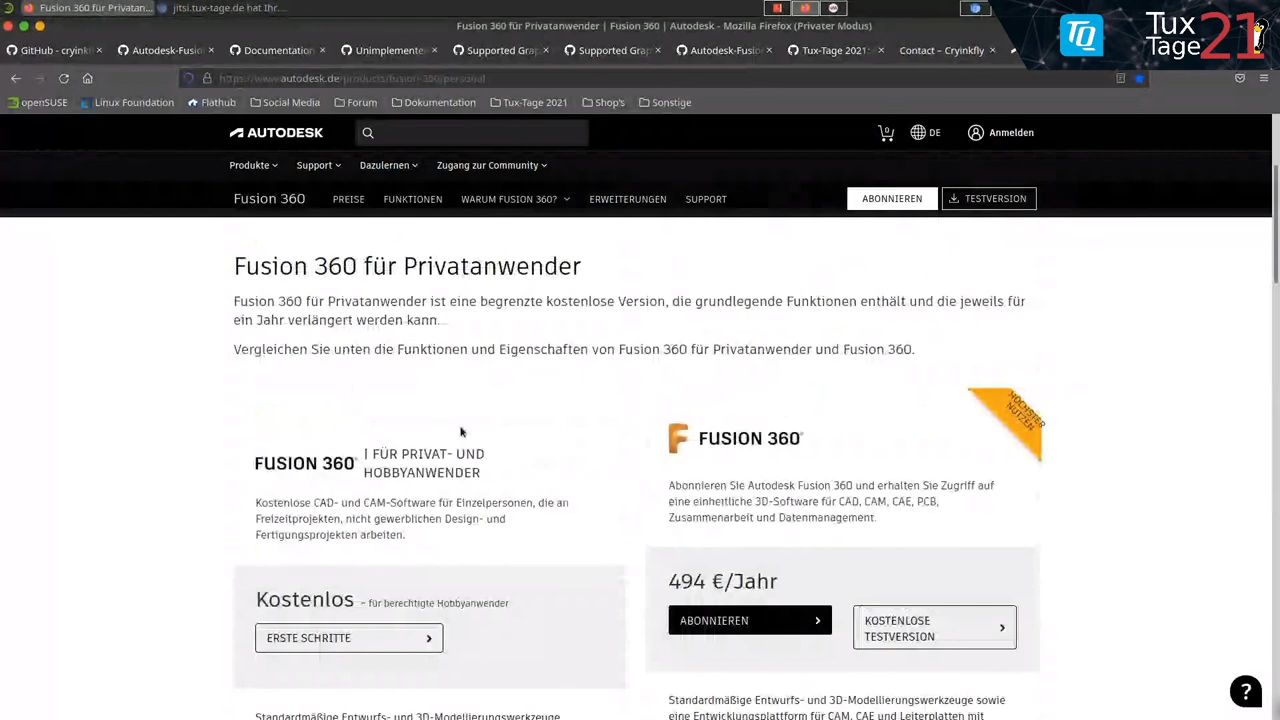 Fusion 360 für Privatan
jits.tux-tage.de hat Ihr...
Fusion 360 für Privatanwender | Fusion 360 | Autodesk - Mozilla Firefox (Privater Modus)
Tux
Tage 21
TQ
GitHub - cryinkfl
Autodesk-Fusi
Documentation
Unimplemente
Supported Grap
Supported Grap
Autodesk-Fusi
Tux-Tage 2021
Contact – Cryinkfly
https://www.autodesk.de/products/fusion-360/personal
openSUSE
Linux Foundation
Flathub
Social Media
Forum
Dokumentation
Tux-Tage 2021
Shop's
Sonstige
AUTODESK
0
DE
Anmelden
Produkte
Support
Dazulernen
Zugang zur Community
Fusion 360
PREISE
FUNKTIONEN
WARUM FUSION 360?
ERWEITERUNGEN
SUPPORT
ABONNIEREN
TESTVERSION
Fusion 360 für Privatanwender
Fusion 360 für Privatanwender ist eine begrenzte kostenlose Version, die grundlegende Funktionen enthält und die jeweils für
ein Jahr verlängert werden kann.
Vergleichen Sie unten die Funktionen und Eigenschaften von Fusion 360 für Privatanwender und Fusion 360.
FUSION 360 | FÜR PRIVAT- UND
HOBBYANWENDER
Kostenlose CAD- und CAM-Software für Einzelpersonen, die an
Freizeitprojekten, nicht gewerblichen Design- und
Fertigungsprojekten arbeiten.
Kostenlos – für berechtigte Hobbyanwender
ERSTE SCHRITTE
Standardmäßige Entwurfs- und 3D-Modellierungswerkzeuge
HÖCHSTER
NUTZEN
FUSION 360
Abonnieren Sie Autodesk Fusion 360 und erhalten Sie Zugriff auf
eine einheitliche 3D-Software für CAD, CAM, CAE, PCB,
Zusammenarbeit und Datenmanagement.
494 €/Jahr
ABONNIEREN
KOSTENLOSE
TESTVERSION
Standardmäßige Entwurfs- und 3D-Modellierungswerkzeuge sowie
eine Entwicklungsplattform für CAM, CAE und Leiterplatten mit
?